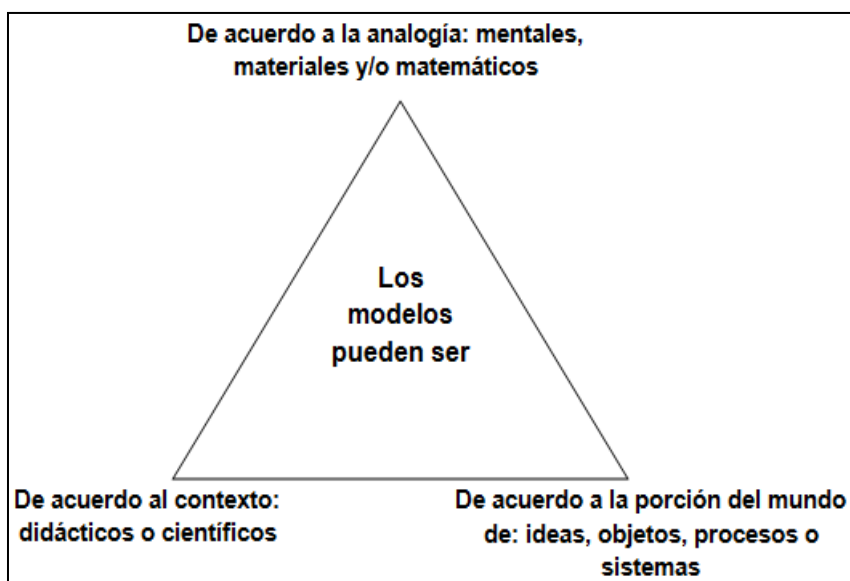 De acuerdo a la analogía: mentales,
materiales y/o matemáticos
Los
modelos
pueden ser
De acuerdo al contexto:
didácticos o científicos
De acuerdo a la porción del mundo
de: ideas, objetos, procesos o
sistemas